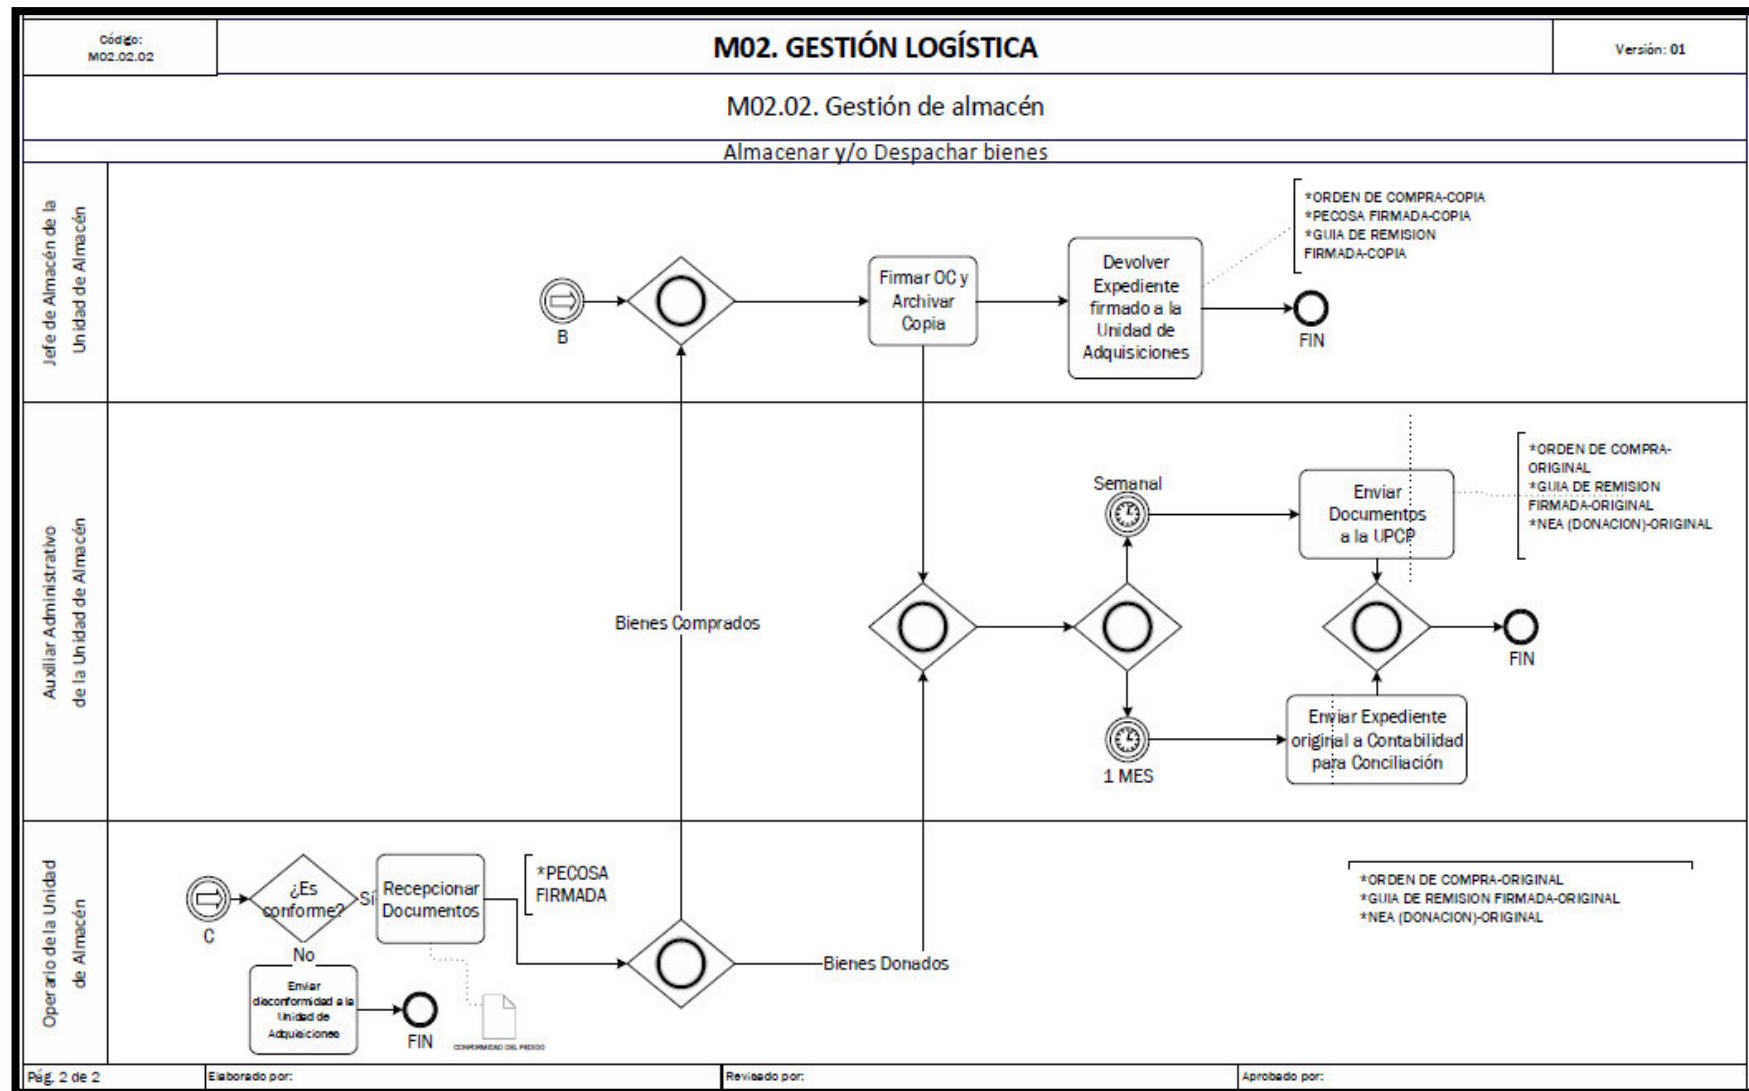 Código:
M02.02.02
M02. GESTIÓN LOGÍSTICA
Versión: 01
M02.02. Gestión de almacén
Almacenar y/o Despachar bienes
Jefe de Almacén de la
Unidad de Almacén
B
Firmar OC y
Archivar
Copia
Devolver
Expediente
firmado a la
Unidad de
Adquisiciones
*ORDEN DE COMPRA-COPIA
*PECOSA FIRMADA-COPIA
*GUIA DE REMISION
FIRMADA-COPIA
FIN
Auxiliar Administrativo
de la Unidad de Almacén
Bienes Comprados
Semanal
1 MES
Enviar
Documentos
a la UPCP
*ORDEN DE COMPRA-
ORIGINAL
*GUIA DE REMISION
FIRMADA-ORIGINAL
*NEA (DONACION)-ORIGINAL
FIN
Enviar Expediente
original a Contabilidad
para Conciliación
Operario de la Unidad
de Almacén
C
¿Es
conforme?
Sí
No
Recepcionar
Documentos
*PECOSA
FIRMADA
Enviar
disconformidad a la
Unidad de
Adquisiciones
FIN
CONFORMIDAD DEL PEDIDO
Bienes Donados
*ORDEN DE COMPRA-ORIGINAL
*GUIA DE REMISION FIRMADA-ORIGINAL
*NEA (DONACION)-ORIGINAL
Pág. 2 de 2
Elaborado por:
Revisado por:
Aprobado por: